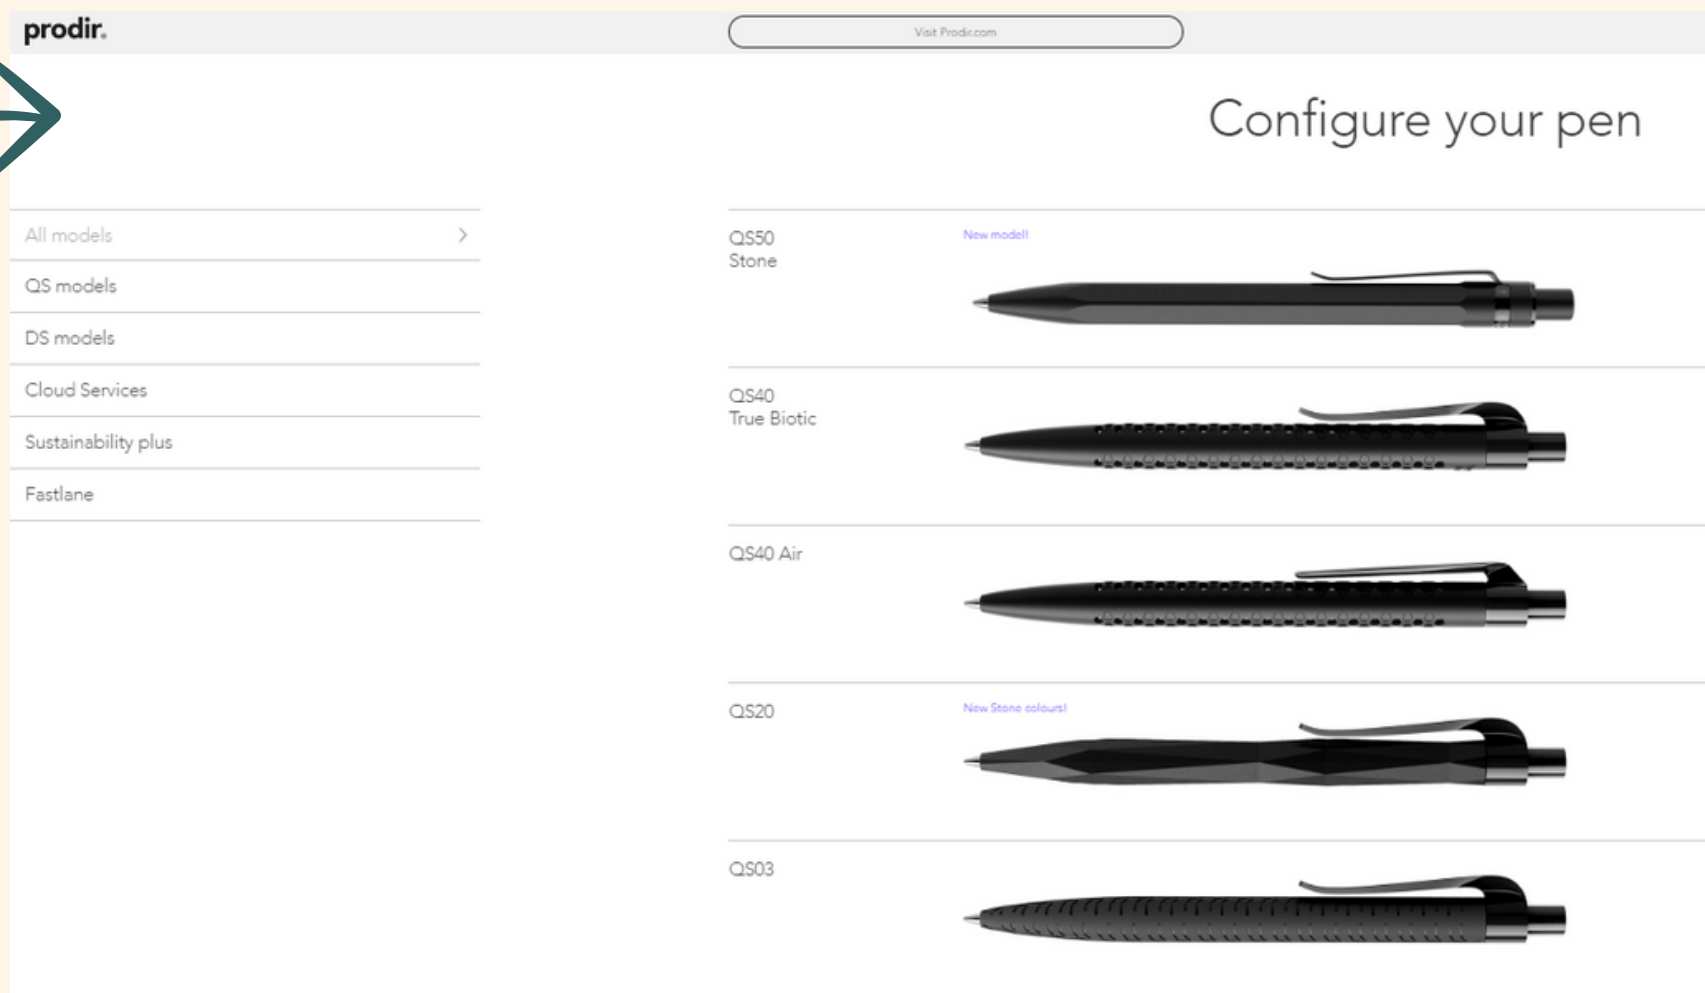 prodir.
Visit Prodir.com
Configure your pen
All models
QS models
DS models
Cloud Services
Sustainability plus
Fastlane
QS50
Stone
New model!
QS40
True Biotic
QS40 Air
QS20
New Stone colours!
QS03